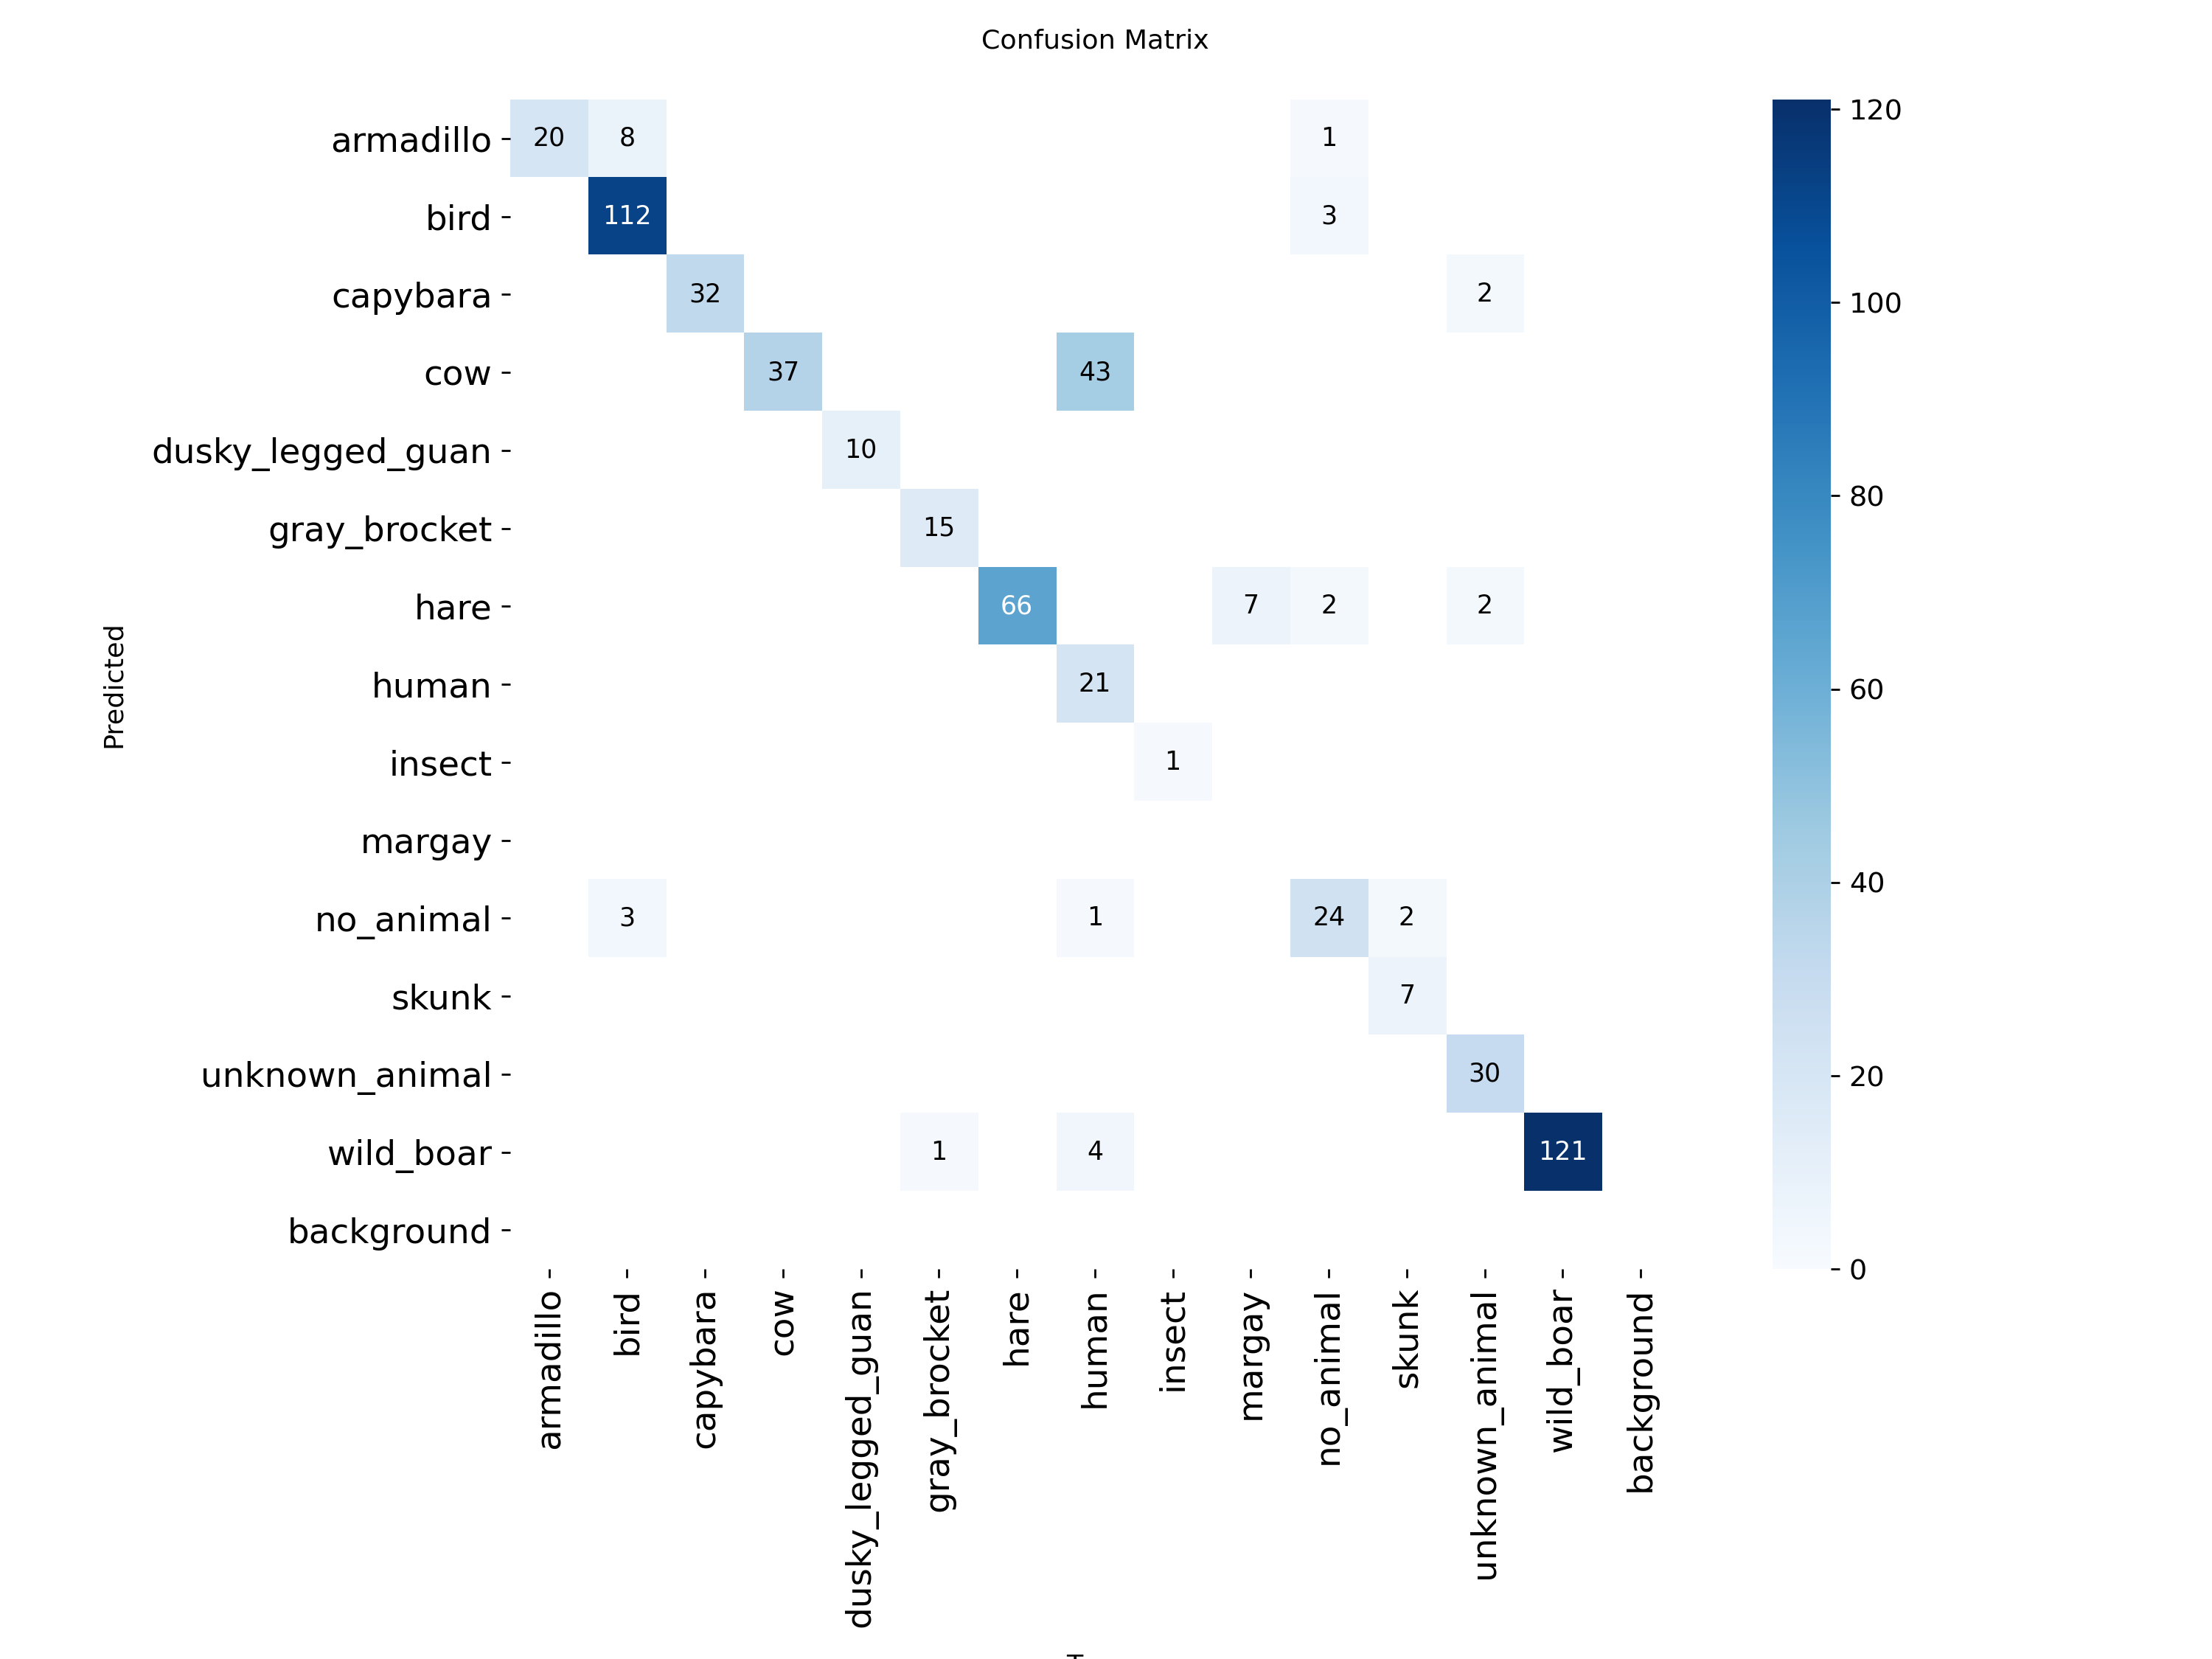 Confusion Matrix
armadillo 20 8 1
bird 112 3
capybara 32 2
cow 37 43
dusky_legged_guan 10
gray_brocket 15
hare 66 7 2 2
human 21
insect 1
margay
no_animal 3 1 24 2
skunk 7
unknown_animal 30
wild_boar 1 4 121
background
Predicted
armadillo
bird
capybara
cow
dusky_legged_guan
gray_brocket
hare
human
insect
margay
no_animal
skunk
unknown_animal
wild_boar
background
120
100
80
60
40
20
0